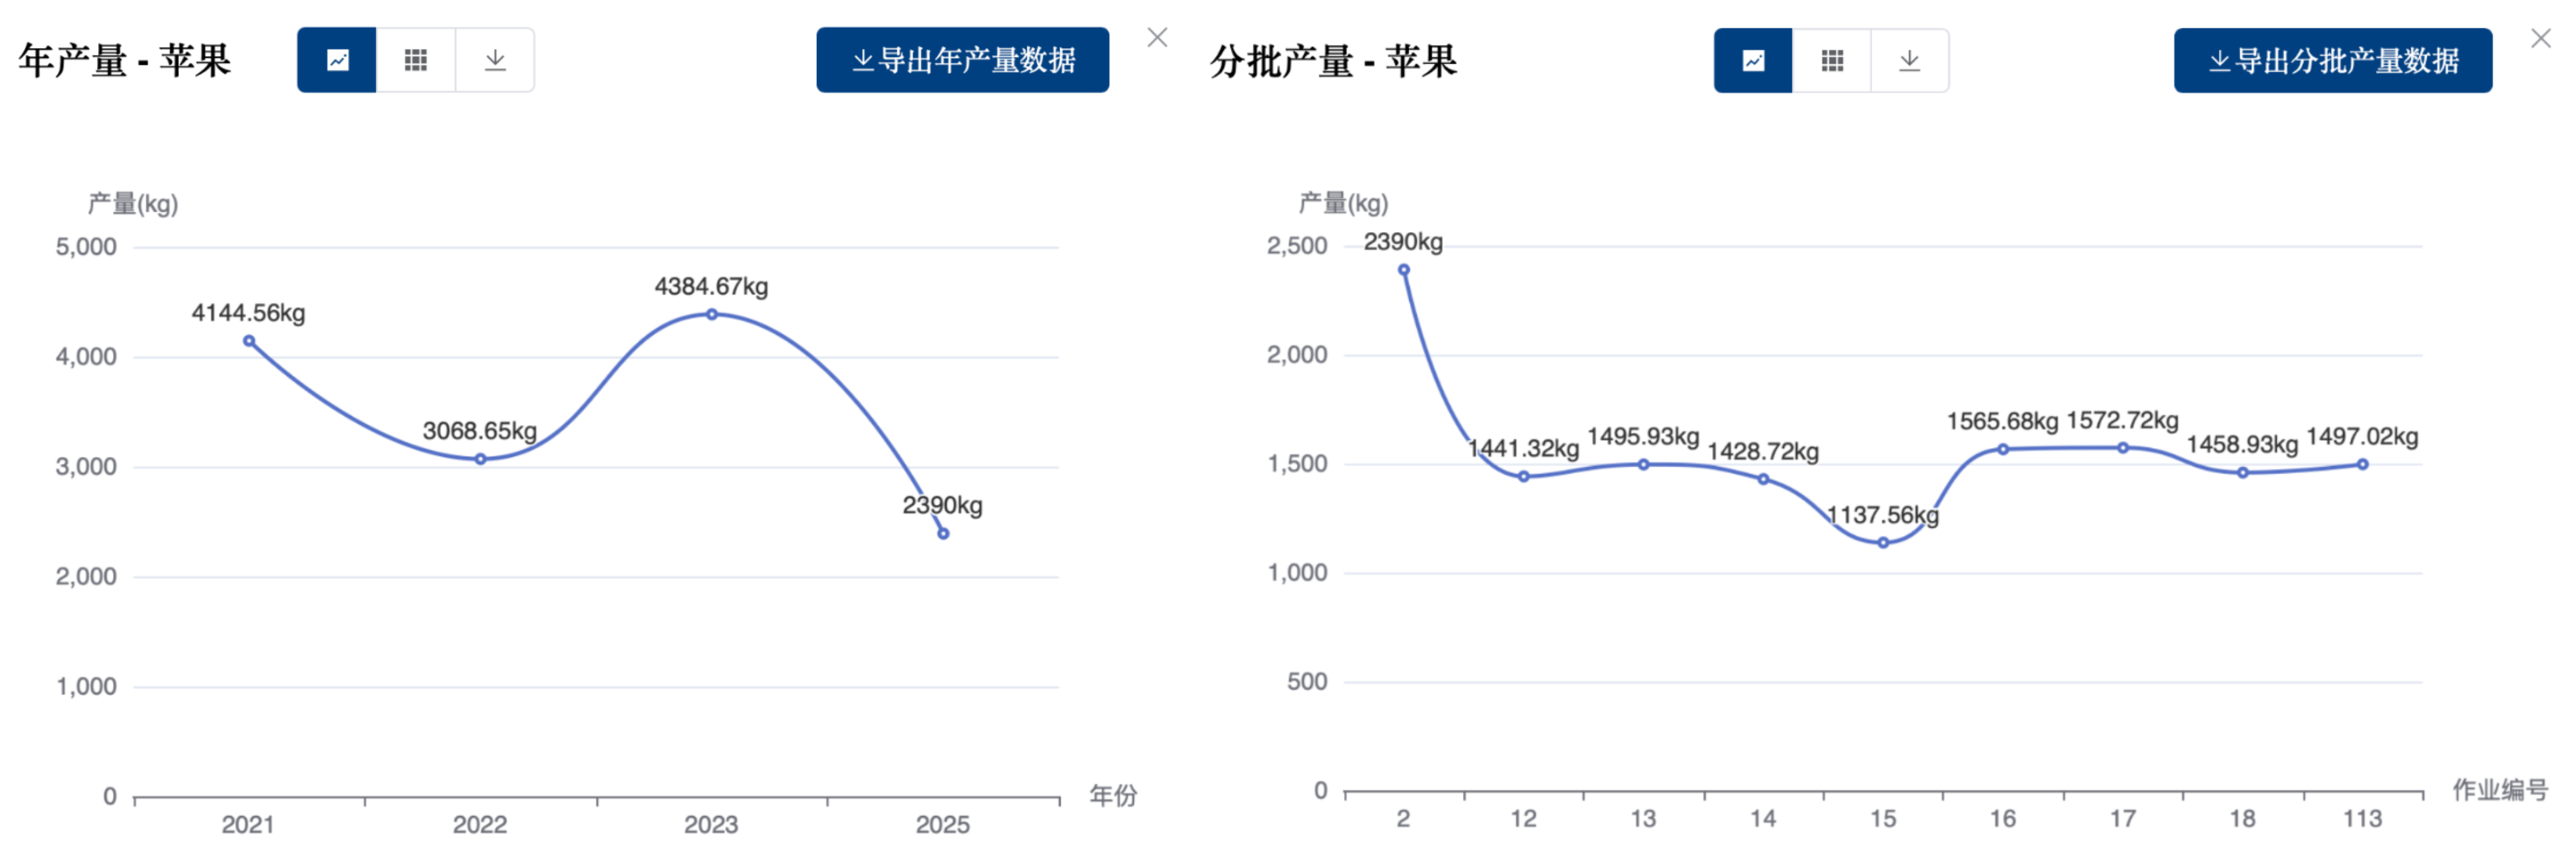 年产量 - 苹果
导出年产量数据
产量(kg)
5,000
4,000
3,000
2,000
1,000
0
4144.56kg
3068.65kg
4384.67kg
2390kg
2021
2022
2023
2025
年份
分批产量 - 苹果
导出分批产量数据
产量(kg)
2,500
2,000
1,500
1,000
500
0
2390kg
1441.32kg
1495.93kg
1428.72kg
1137.56kg
1565.68kg
1572.72kg
1458.93kg
1497.02kg
2
12
13
14
15
16
17
18
113
作业编号